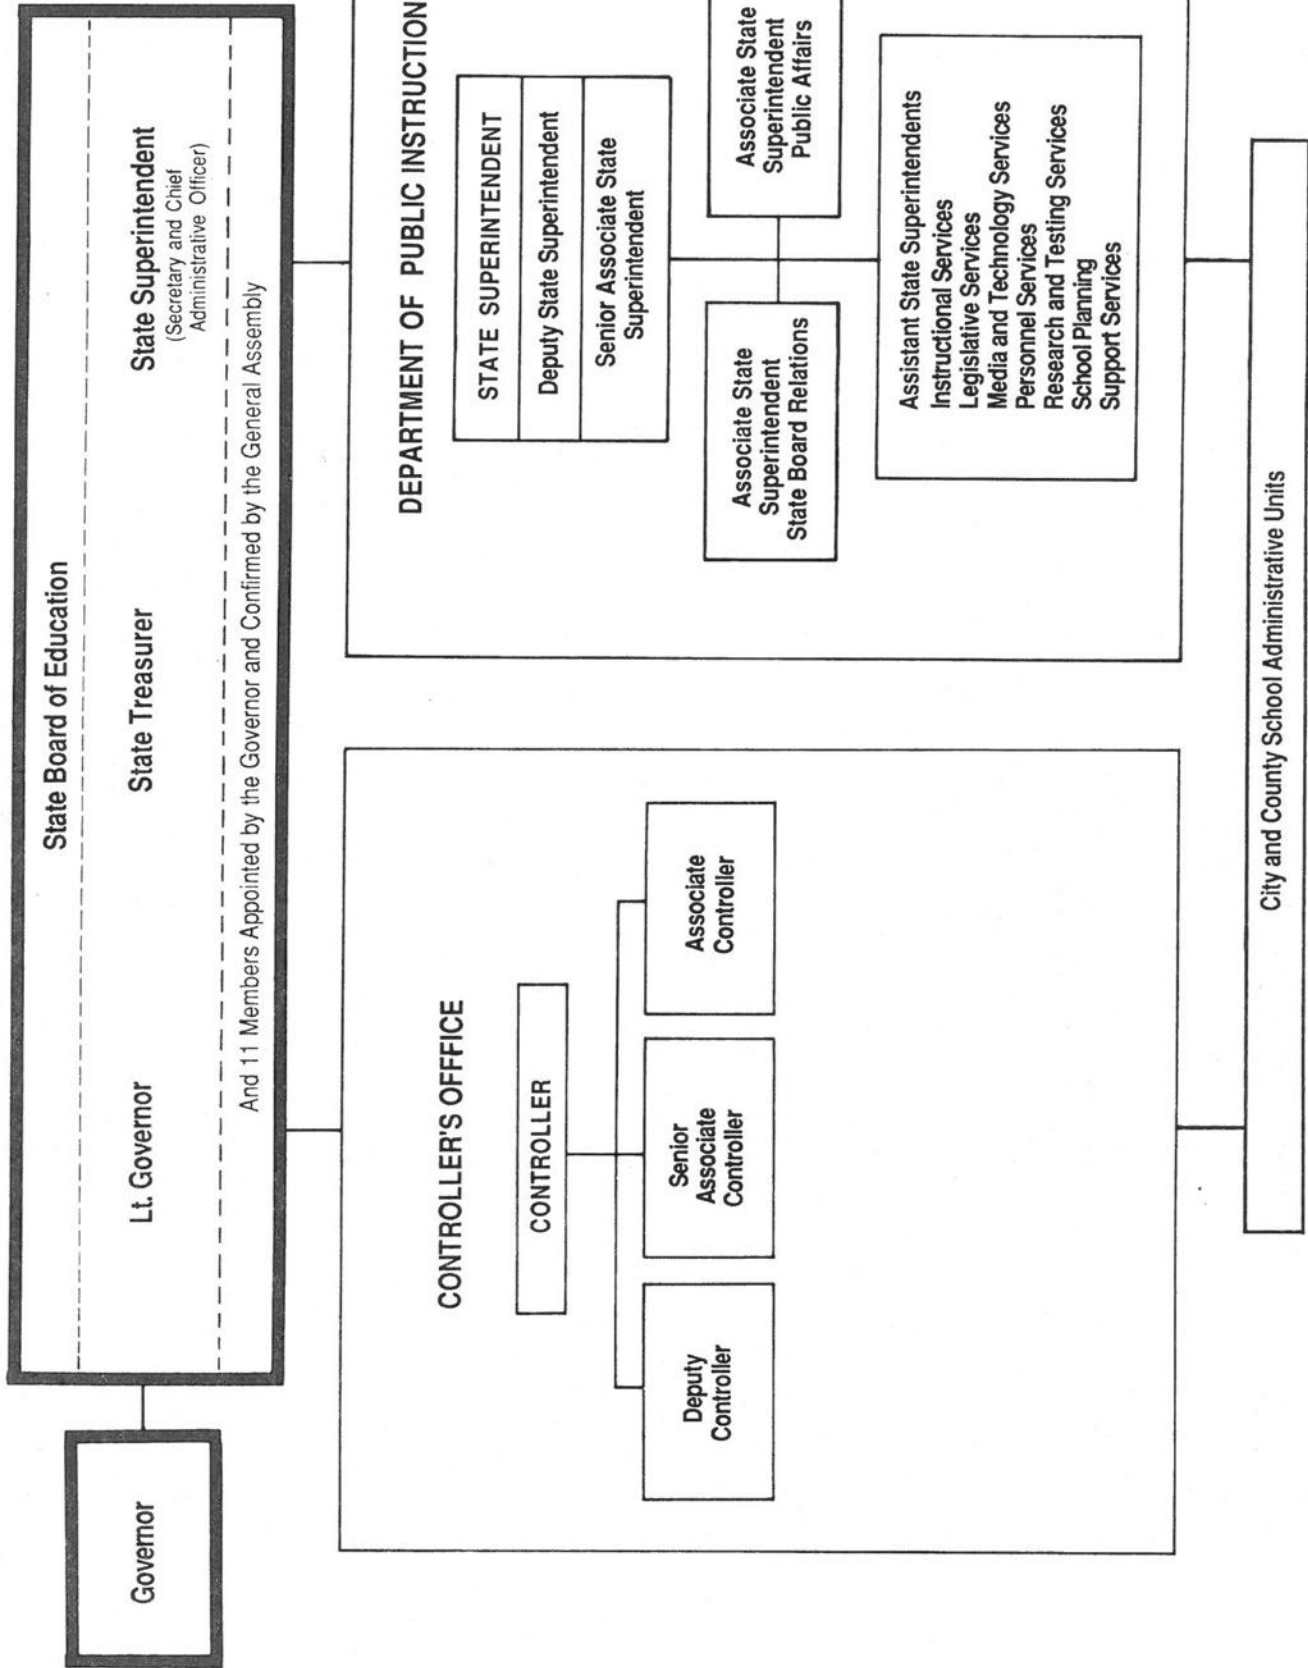 Governor
State Board of Education
Lt. Governor
State Treasurer
State Superintendent
(Secretary and Chief
Administrative Officer)
And 11 Members Appointed by the Governor and Confirmed by the General Assembly
CONTROLLER'S OFFFICE
CONTROLLER
Deputy
Controller
Senior
Associate
Controller
Associate
Controller
DEPARTMENT OF PUBLIC INSTRUCTION
STATE SUPERINTENDENT
Deputy State Superintendent
Senior Associate State
Superintendent
Associate State
Superintendent
State Board Relations
Associate State
Superintendent
Public Affairs
Assistant State Superintendents
Instructional Services
Legislative Services
Media and Technology Services
Personnel Services
Research and Testing Services
School Planning
Support Services
City and County School Administrative Units